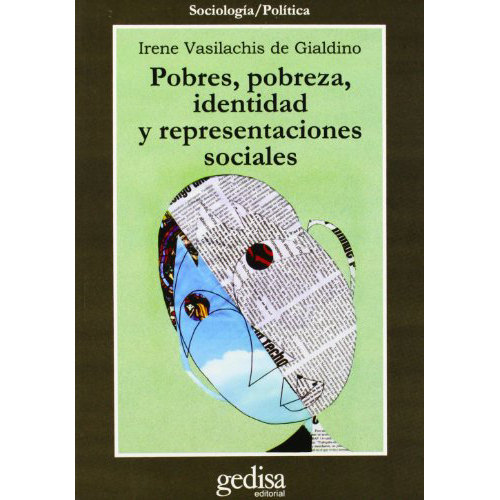 Sociología/Política
Irene Vasilachis de Gialdino
Pobres, pobreza,
identidad
y representaciones
sociales
gedisa
editorial